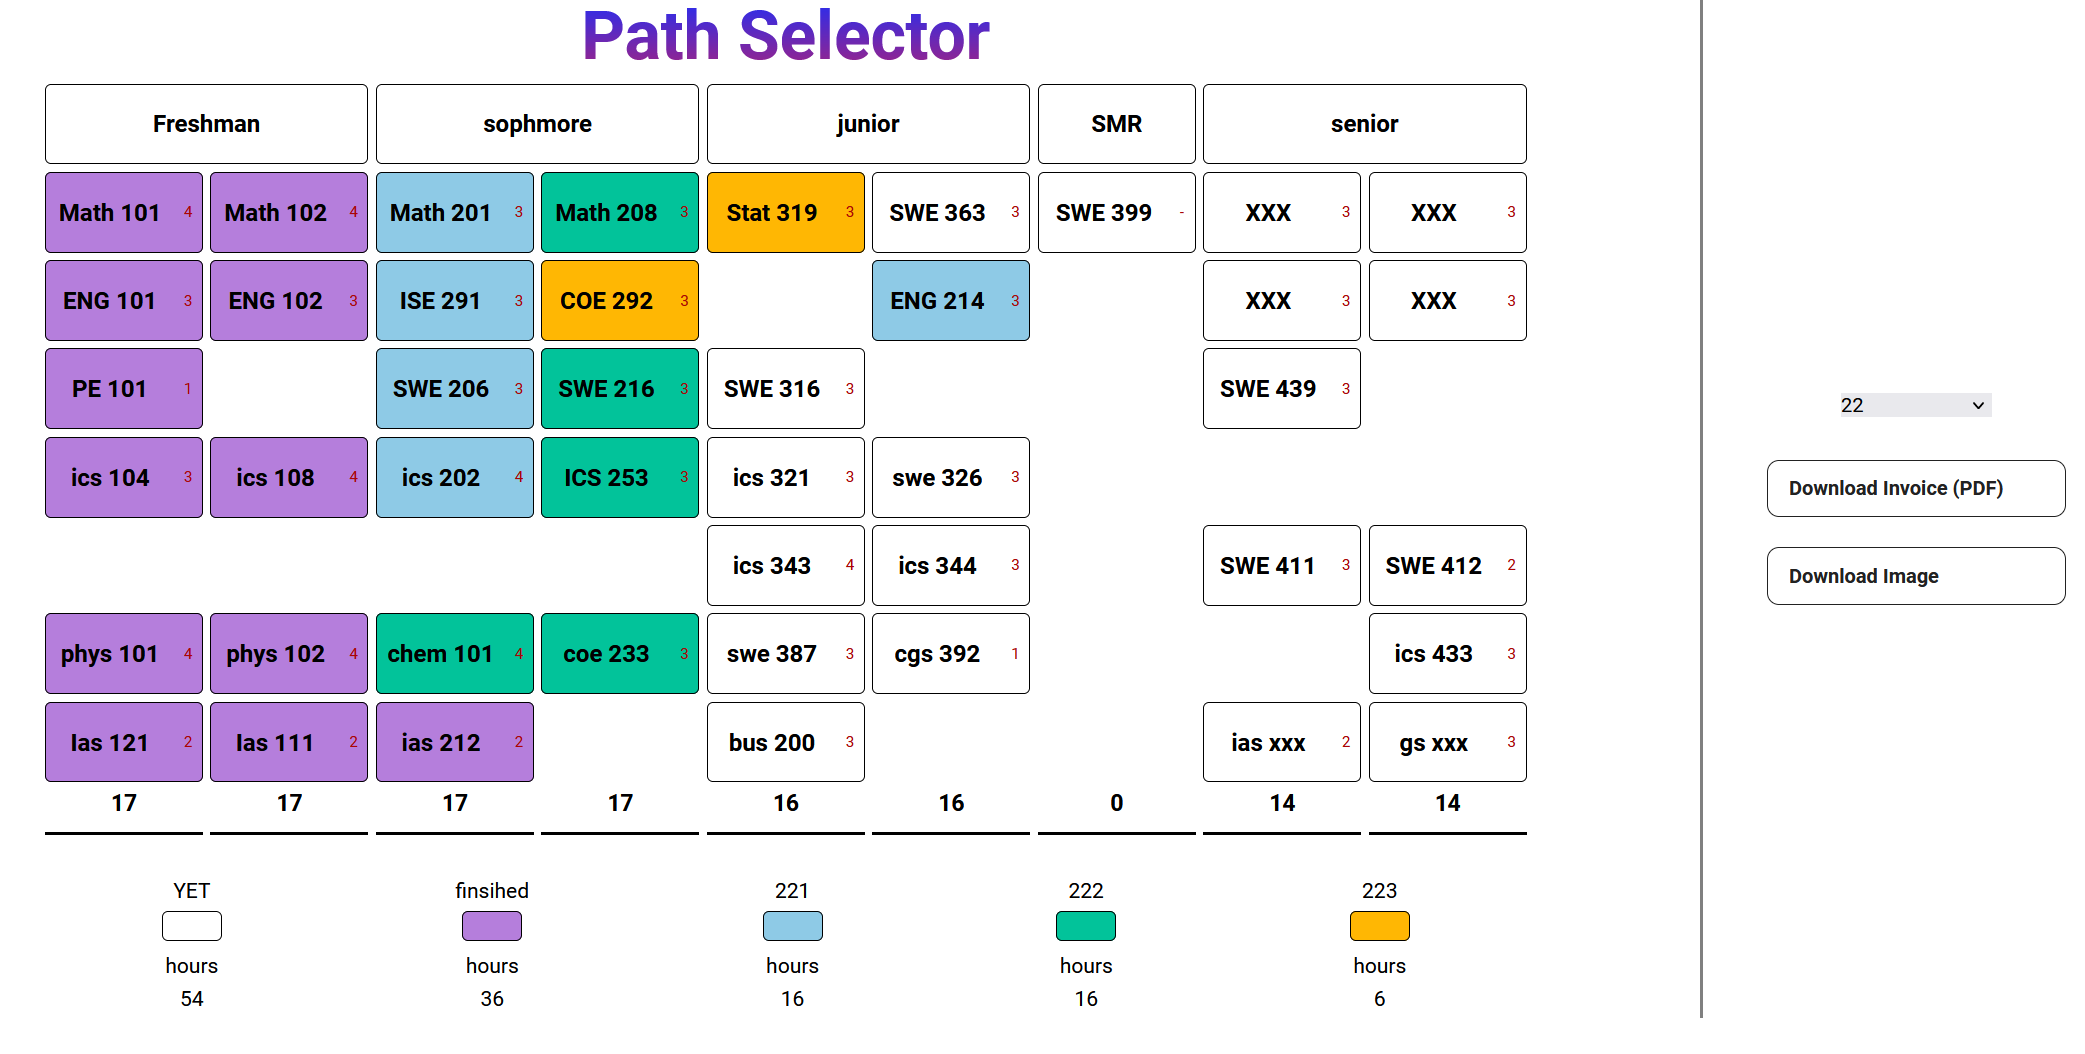 Path Selector
Freshman sophmore junior SMR senior
Math 101 4 Math 102 4 Math 201 3 Math 208 3 Stat 319 3 SWE 363 3 SWE 399 - XXX 3 XXX 3
ENG 101 3 ENG 102 3 ISE 291 3 COE 292 3 ENG 214 3 XXX 3 XXX 3
PE 101 1 SWE 206 3 SWE 216 3 SWE 316 3 SWE 439 3
22
ics 104 3 ics 108 4 ics 202 4 ICS 253 3 ics 321 3 swe 326 3
Download Invoice (PDF)
ics 343 4 ics 344 3 SWE 411 3 SWE 412 2
Download Image
phys 101 4 phys 102 4 chem 101 4 coe 233 3 swe 387 3 cgs 392 1 ics 433 3
Ias 121 2 Ias 111 2 ias 212 2 bus 200 3 ias xxx 2 gs xxx 3
17 17 17 17 16 16 0 14 14
YET finsihed 221 222 223
hours hours hours hours hours
54 36 16 16 6